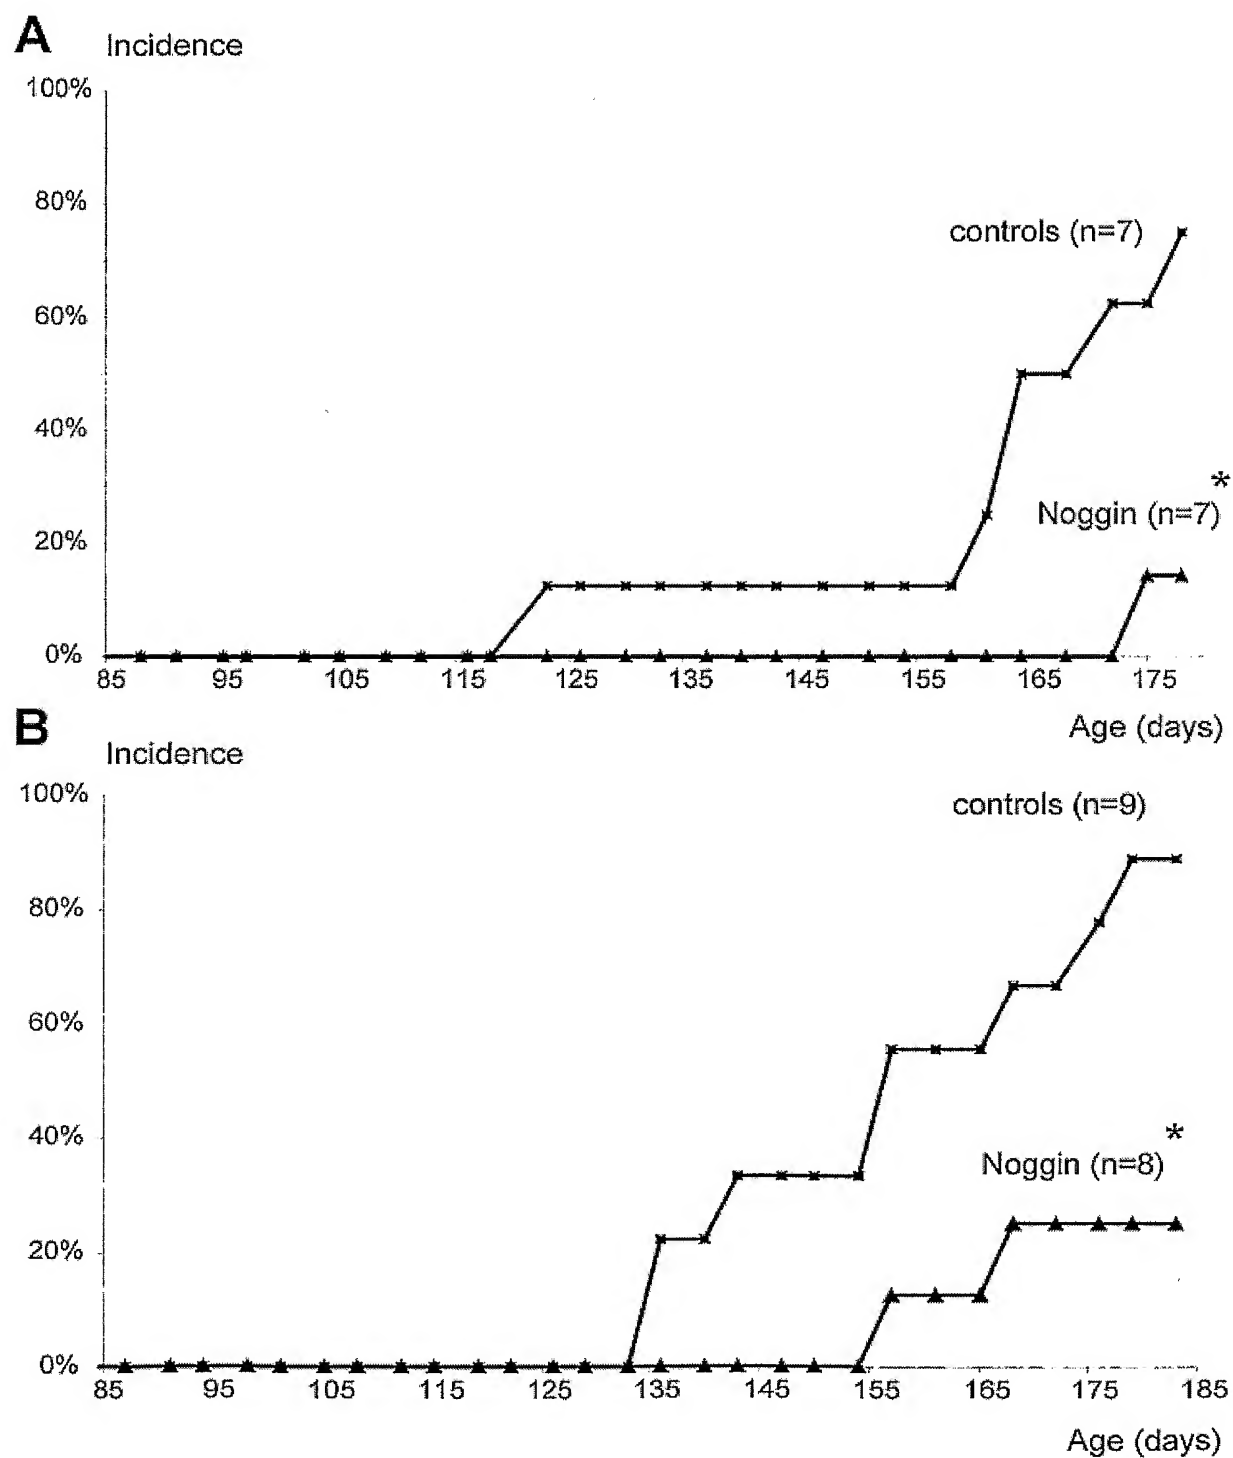 A
Incidence
100%
80%
controls (n=7)
60%
40%
*
Noggin (n=7)
20%
0%
85 95 105 115 125 135 145 155 165 175
Age (days)
B
Incidence
100%
controls (n=9)
80%
60%
40%
*
Noggin (n=8)
20%
0%
85 95 105 115 125 135 145 155 165 175 185
Age (days)